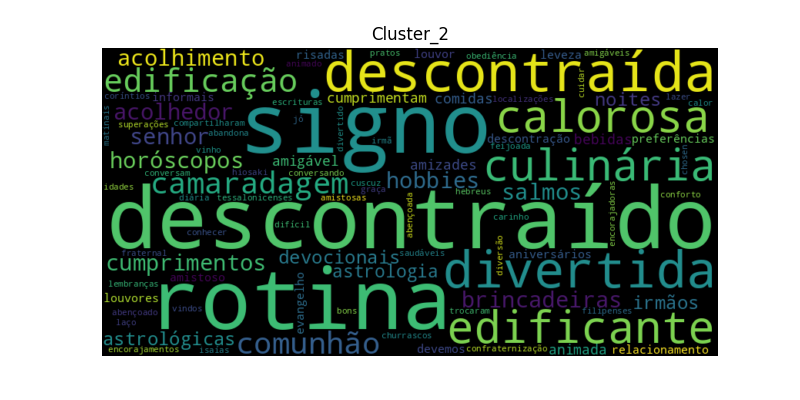 Cluster_2
acolhimento risadas pratos louvor obediência leveza amigáveis
animado descontraída
edificação cuidar
coríntios informais cumprimentam comidas localizações noites lazer calor
escrituras signo calorosa
matinais acolhedor
superações compartilharam jó divertido descontração bebidas preferências
senhor abandona irmã
vinho amizades feijoada
horóscopos amigável culinária chosen
conversam hiosaki conversando
camaradagem hobbies salmos
idades cuscuz graça hebreus conforto
diária tessalonicenses amistosas abençoada carinho encorajadoras
descontraído
conhecer difícil
fraternal devocionais saudáveis diversão aniversários
cumprimentos astrologia divertida
amistoso
lembranças rotina evangelho brincadeiras irmãos
louvores
abençoado vindos bons trocaram filipenses
laço edificante
astrológicas comunhão churrascos
encorajamentos isaías devemos confraternização animada relacionamento